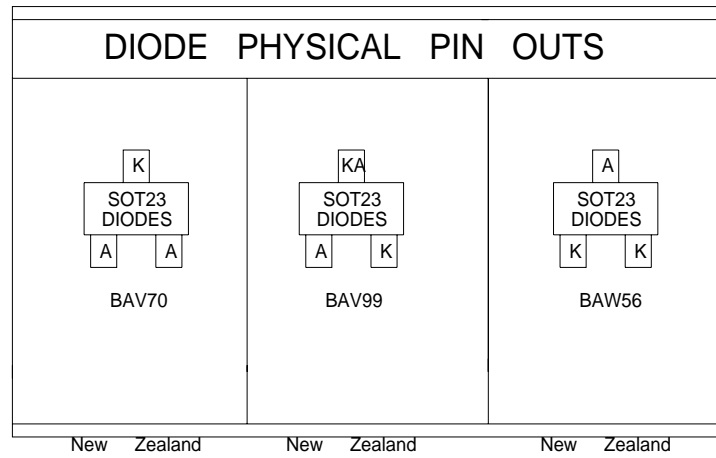 DIODE PHYSICAL PIN OUTS
K
SOT23
DIODES
A A
BAV70
KA
SOT23
DIODES
A K
BAV99
A
SOT23
DIODES
K K
BAW56
New Zealand
New Zealand
New Zealand